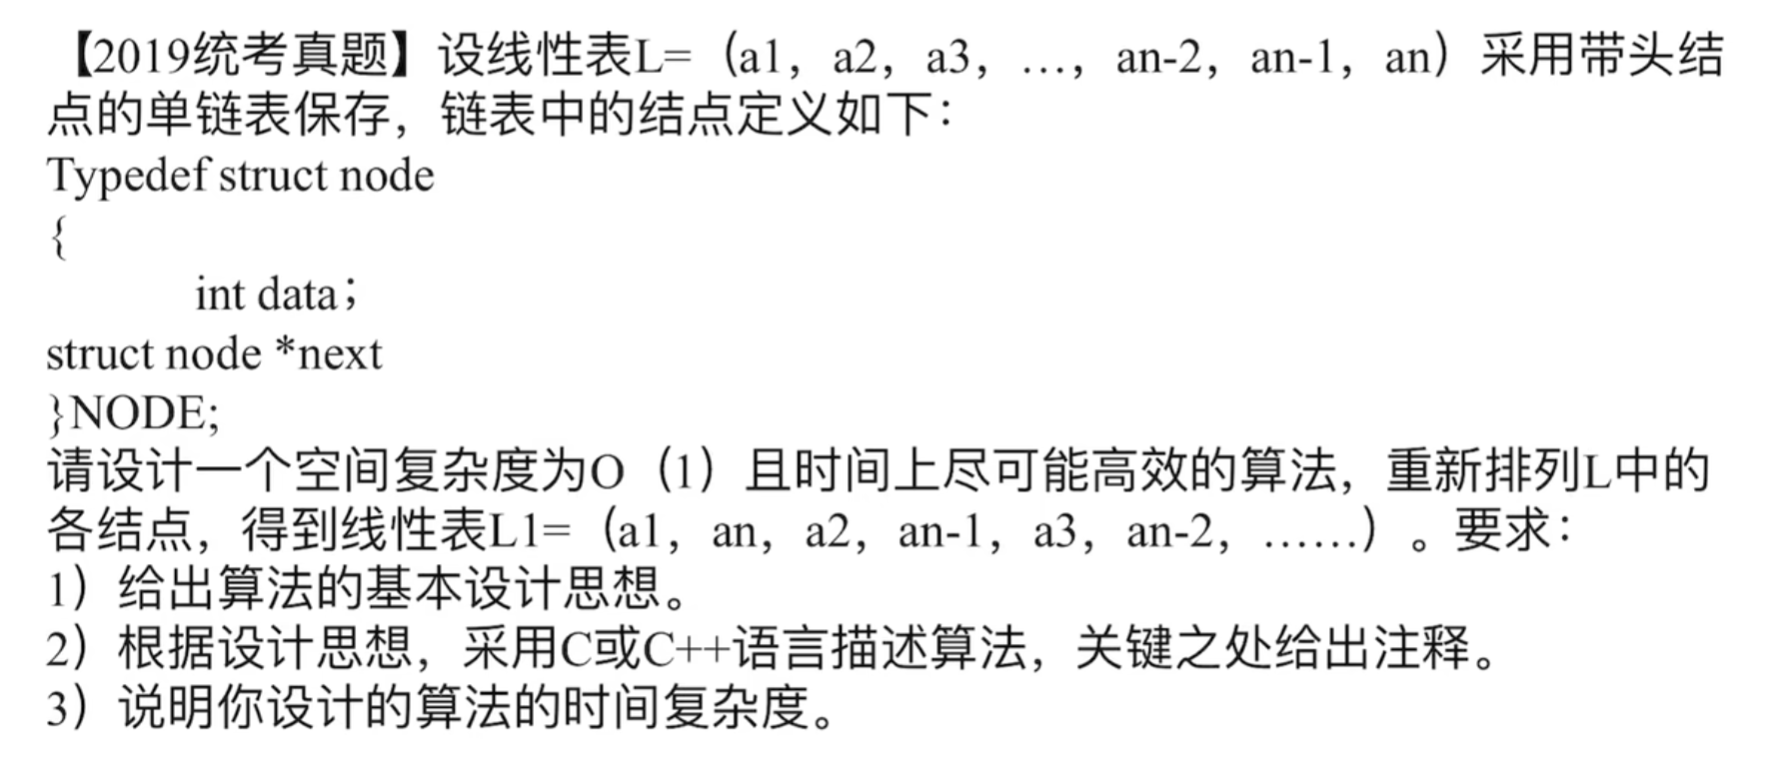 【2019统考真题】设线性表L=（a1，a2，a3，…，an-2，an-1，an）采用带头结
点的单链表保存，链表中的结点定义如下：
Typedef struct node
{
int data；
struct node *next
}NODE;
请设计一个空间复杂度为O（1）且时间上尽可能高效的算法，重新排列L中的
各结点，得到线性表L1=（a1，an，a2，an-1，a3，an-2，……）。要求：
1）给出算法的基本设计思想。
2）根据设计思想，采用C或C++语言描述算法，关键之处给出注释。
3）说明你设计的算法的时间复杂度。